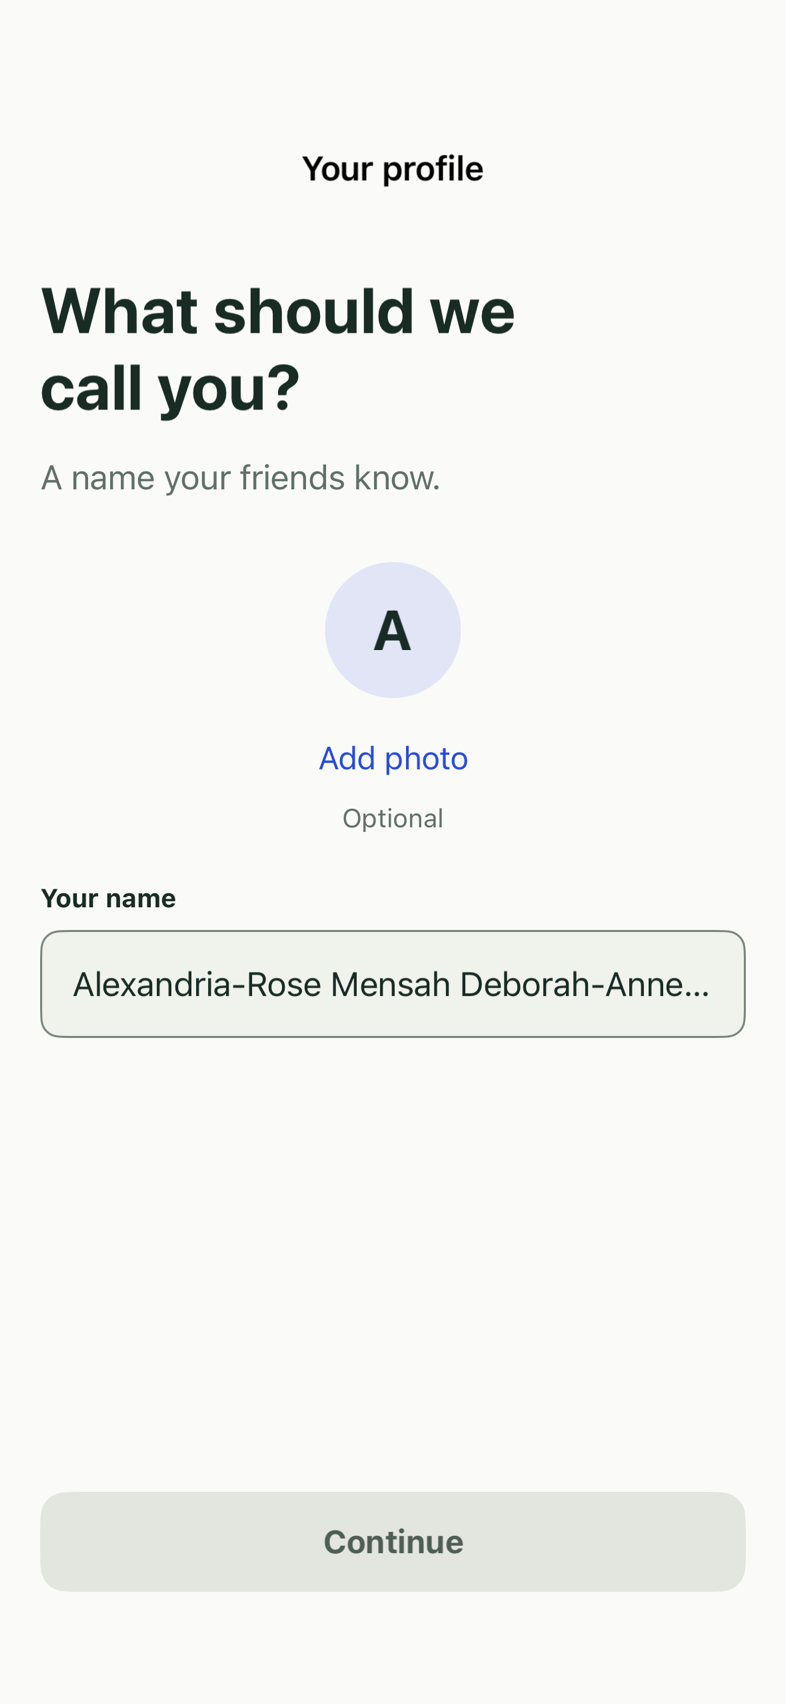 Your profile
What should we
call you?
A name your friends know.
A
Add photo
Optional
Your name
Alexandria-Rose Mensah Deborah-Anne...
Continue